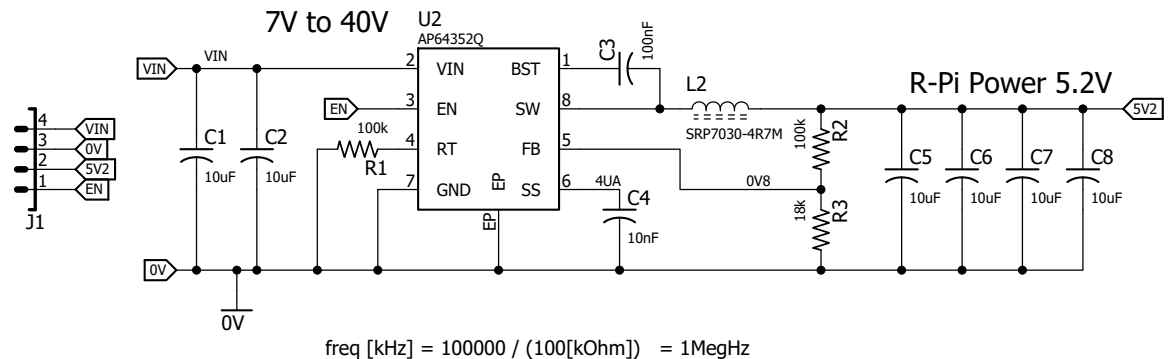 7V to 40V
U2
AP64352Q
VIN
VIN
2
VIN
BST
1
C3
100nF
EN
3
EN
SW
8
L2
SRP7030-4R7M
R-Pi Power 5.2V
5V2
4
VIN
3
0V
2
5V2
1
EN
J1
C1
10uF
C2
10uF
100k
R1
4
RT
FB
5
0V8
100k
R2
7
GND
EP
EP
SS
6
4UA
C4
10nF
18k
R3
C5
10uF
C6
10uF
C7
10uF
C8
10uF
0V
0V
freq [kHz] = 100000 / (100[kOhm]) = 1MegHz